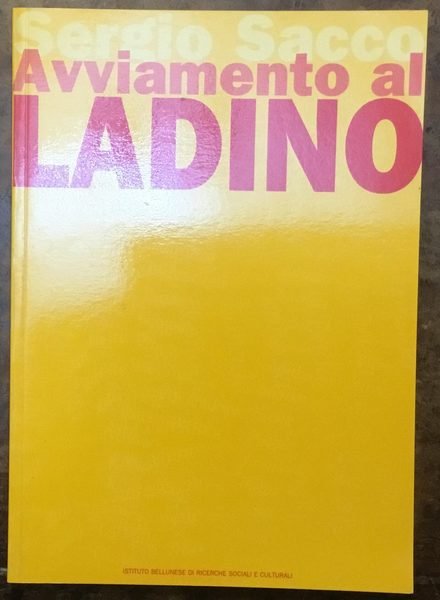 Sergio Sacco
Avviamento al
LADINO
ISTITUTO BELLUNESE DI RICERCHE SOCIALI E CULTURALI